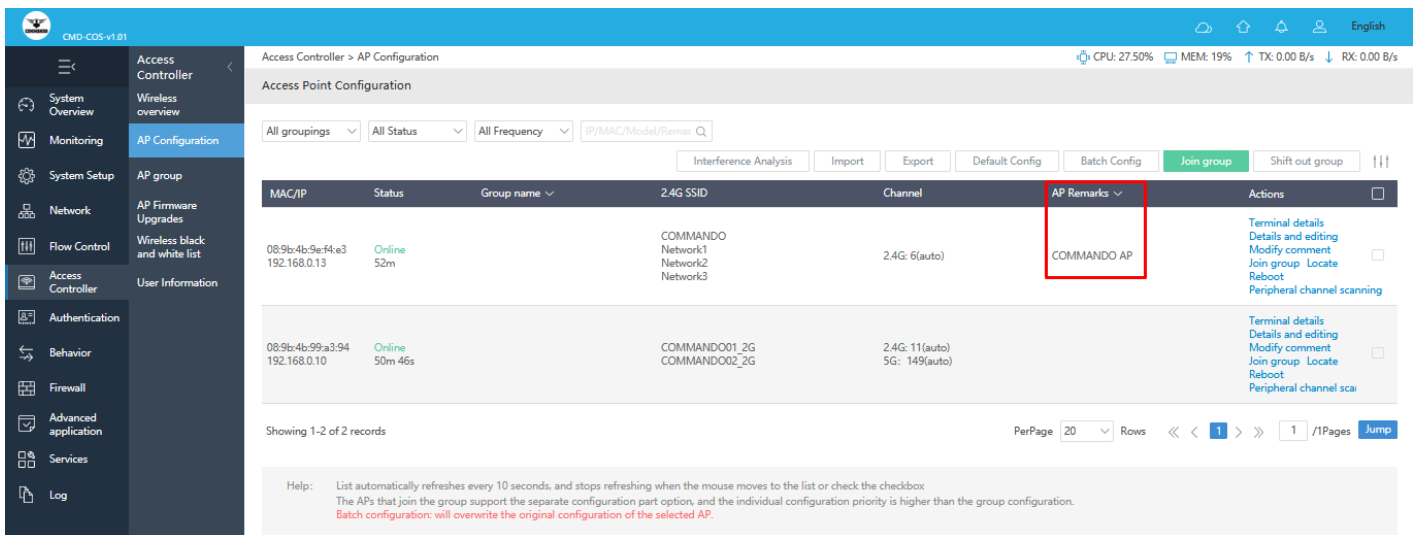 COMMANDO
CMD-COS-v1.01
English
Access Controller
Access Controller > AP Configuration
CPU: 27.50% MEM: 19% TX: 0.00 B/s RX: 0.00 B/s
System Overview
Monitoring
System Setup
Network
Flow Control
Access Controller
Authentication
Behavior
Firewall
Advanced application
Services
Log
Wireless overview
AP Configuration
AP group
AP Firmware Upgrades
Wireless black and white list
User Information
Access Point Configuration
All groupings All Status All Frequency IP/MAC/Model/Remar
Interference Analysis Import Export Default Config Batch Config Join group Shift out group
MAC/IP Status Group name 2.4G SSID Channel AP Remarks Actions
08:9b:4b:9e:f4:e3
192.168.0.13
Online
52m
COMMANDO
Network1
Network2
Network3
2.4G: 6(auto)
COMMANDO AP
Terminal details
Details and editing
Modify comment
Join group Locate
Reboot
Peripheral channel scanning
08:9b:4b:99:a3:94
192.168.0.10
Online
50m 46s
COMMANDO01_2G
COMMANDO02_2G
2.4G: 11(auto)
5G: 149(auto)
Terminal details
Details and editing
Modify comment
Join group Locate
Reboot
Peripheral channel scar
Showing 1-2 of 2 records
PerPage 20 Rows 1 1 /1Pages Jump
Help: List automatically refreshes every 10 seconds, and stops refreshing when the mouse moves to the list or check the checkbox
The APs that join the group support the separate configuration part option, and the individual configuration priority is higher than the group configuration.
Batch configuration: will overwrite the original configuration of the selected AP.